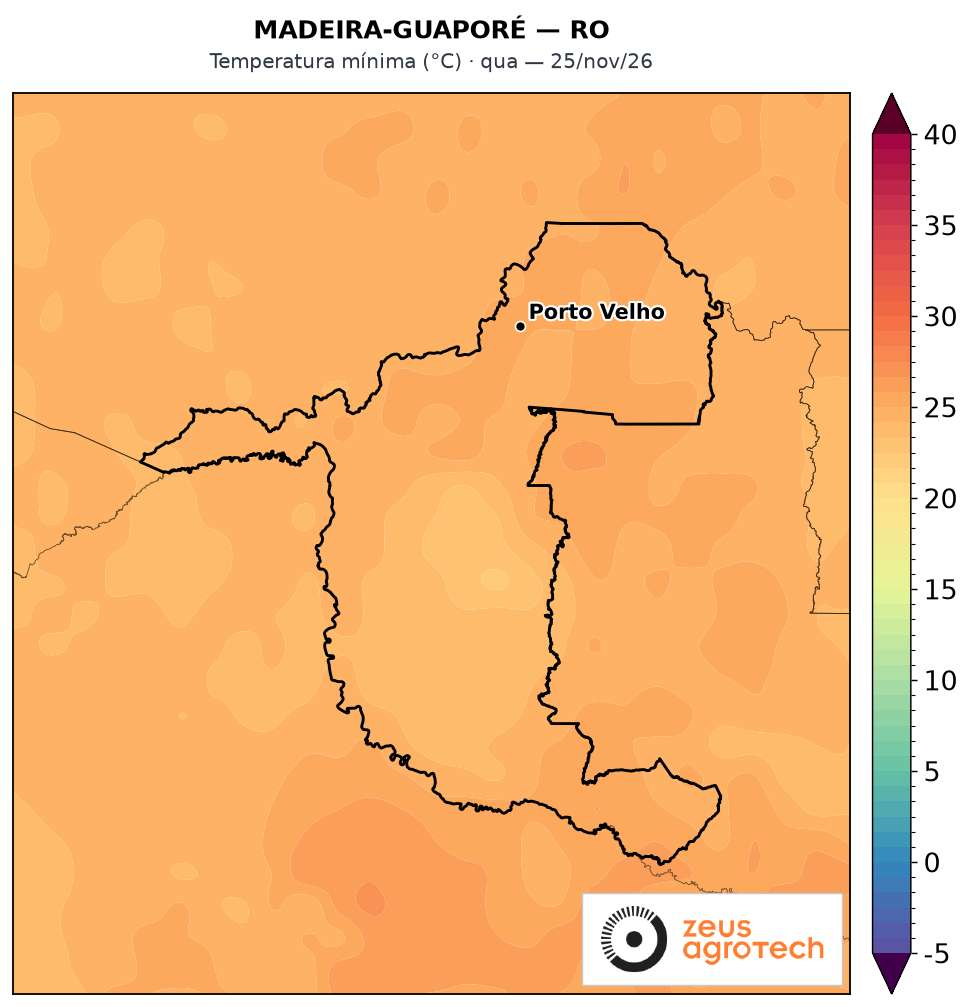 MADEIRA-GUAPORÉ — RO
Temperatura mínima (°C) · qua — 25/nov/26
Porto Velho
40
35
30
25
20
15
10
5
0
-5
zeus
agrotech